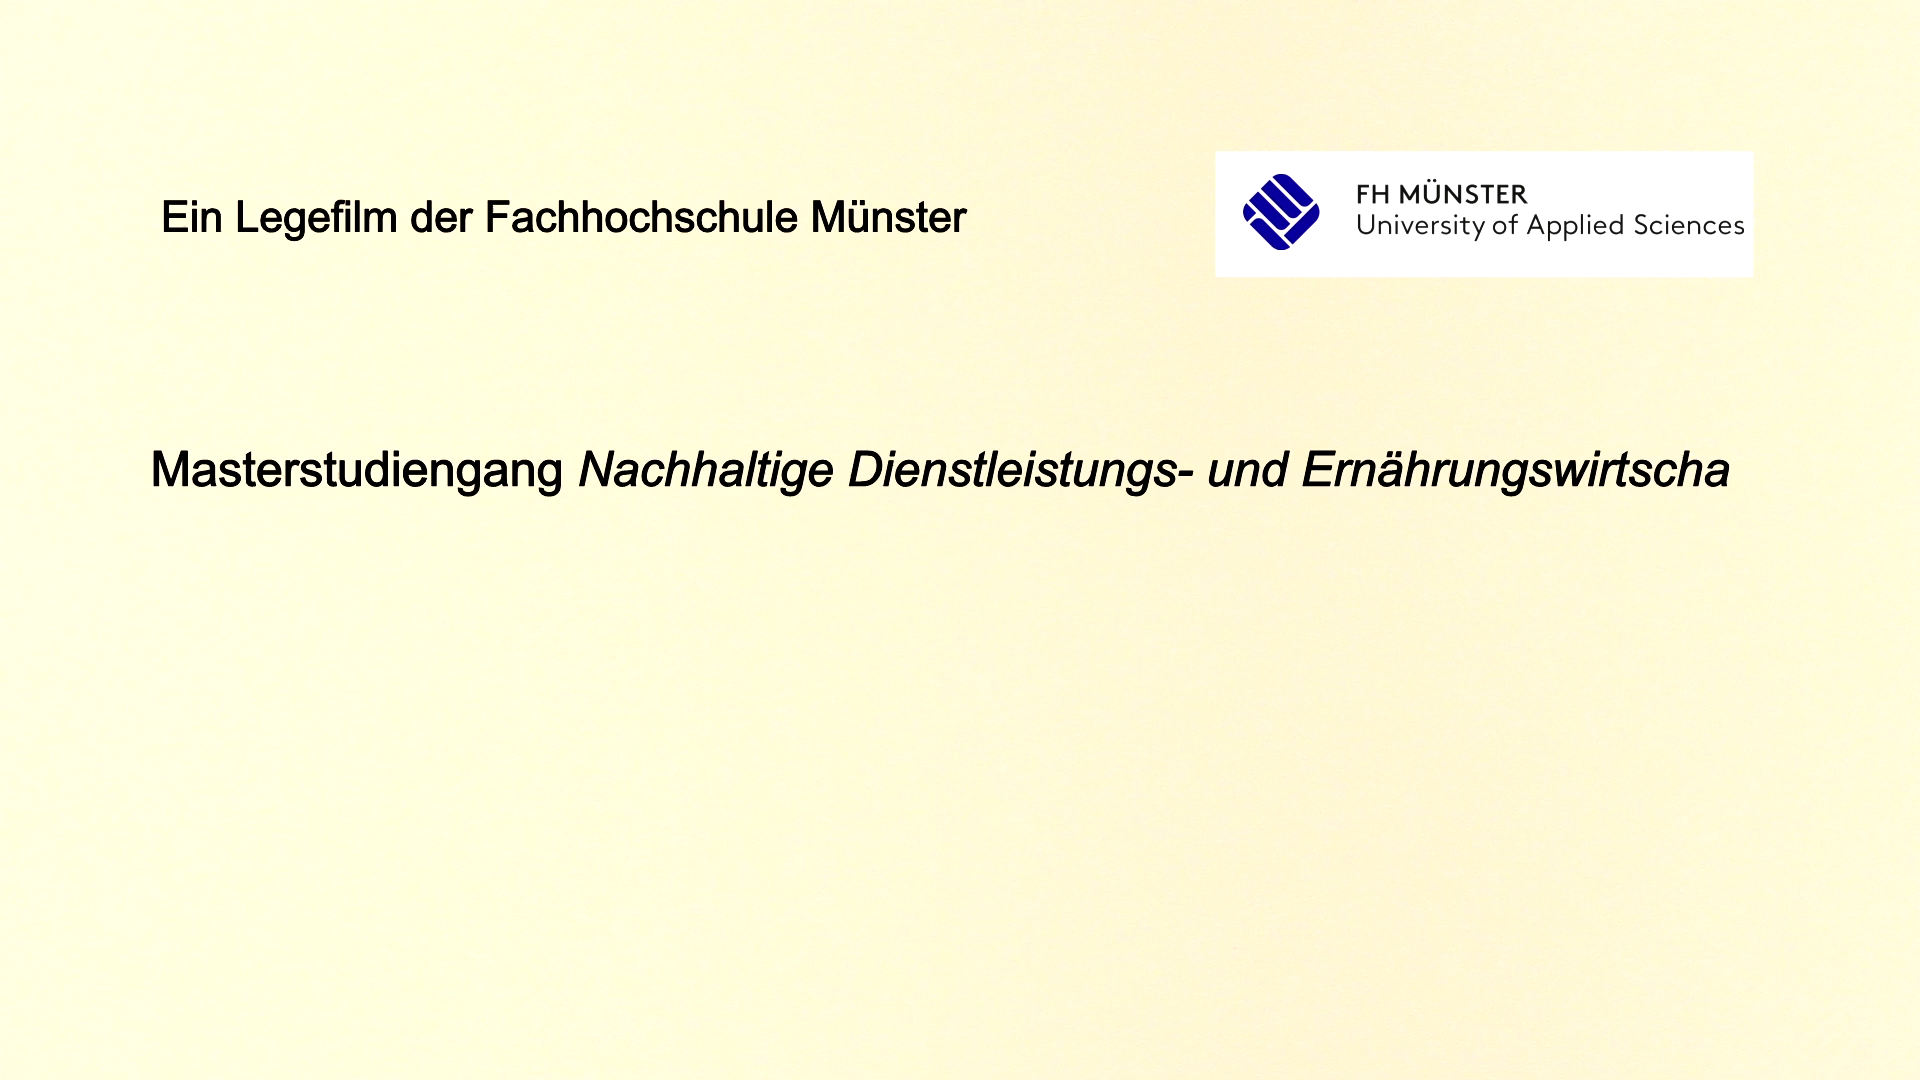 Ein Legefilm der Fachhochschule Münster
FH MÜNSTER
University of Applied Sciences
Masterstudiengang Nachhaltige Dienstleistungs- und Ernährungswirtscha